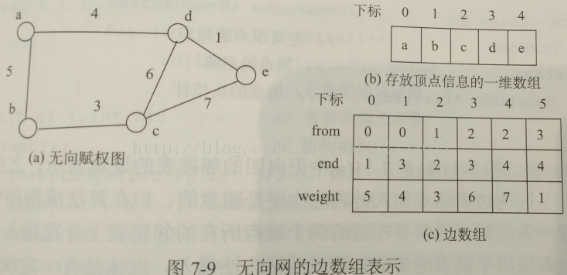 a
4
d
1
e
5
6
7
b
3
c
(a) 无向赋权图
下标 0 1 2 3 4
a b c d e
(b) 存放顶点信息的一维数组
下标 0 1 2 3 4 5
from 0 0 1 2 2 3
end 1 3 2 3 4 4
weight 5 4 3 6 7 1
(c) 边数组
http://blog.c
图 7-9 无向网的边数组表示